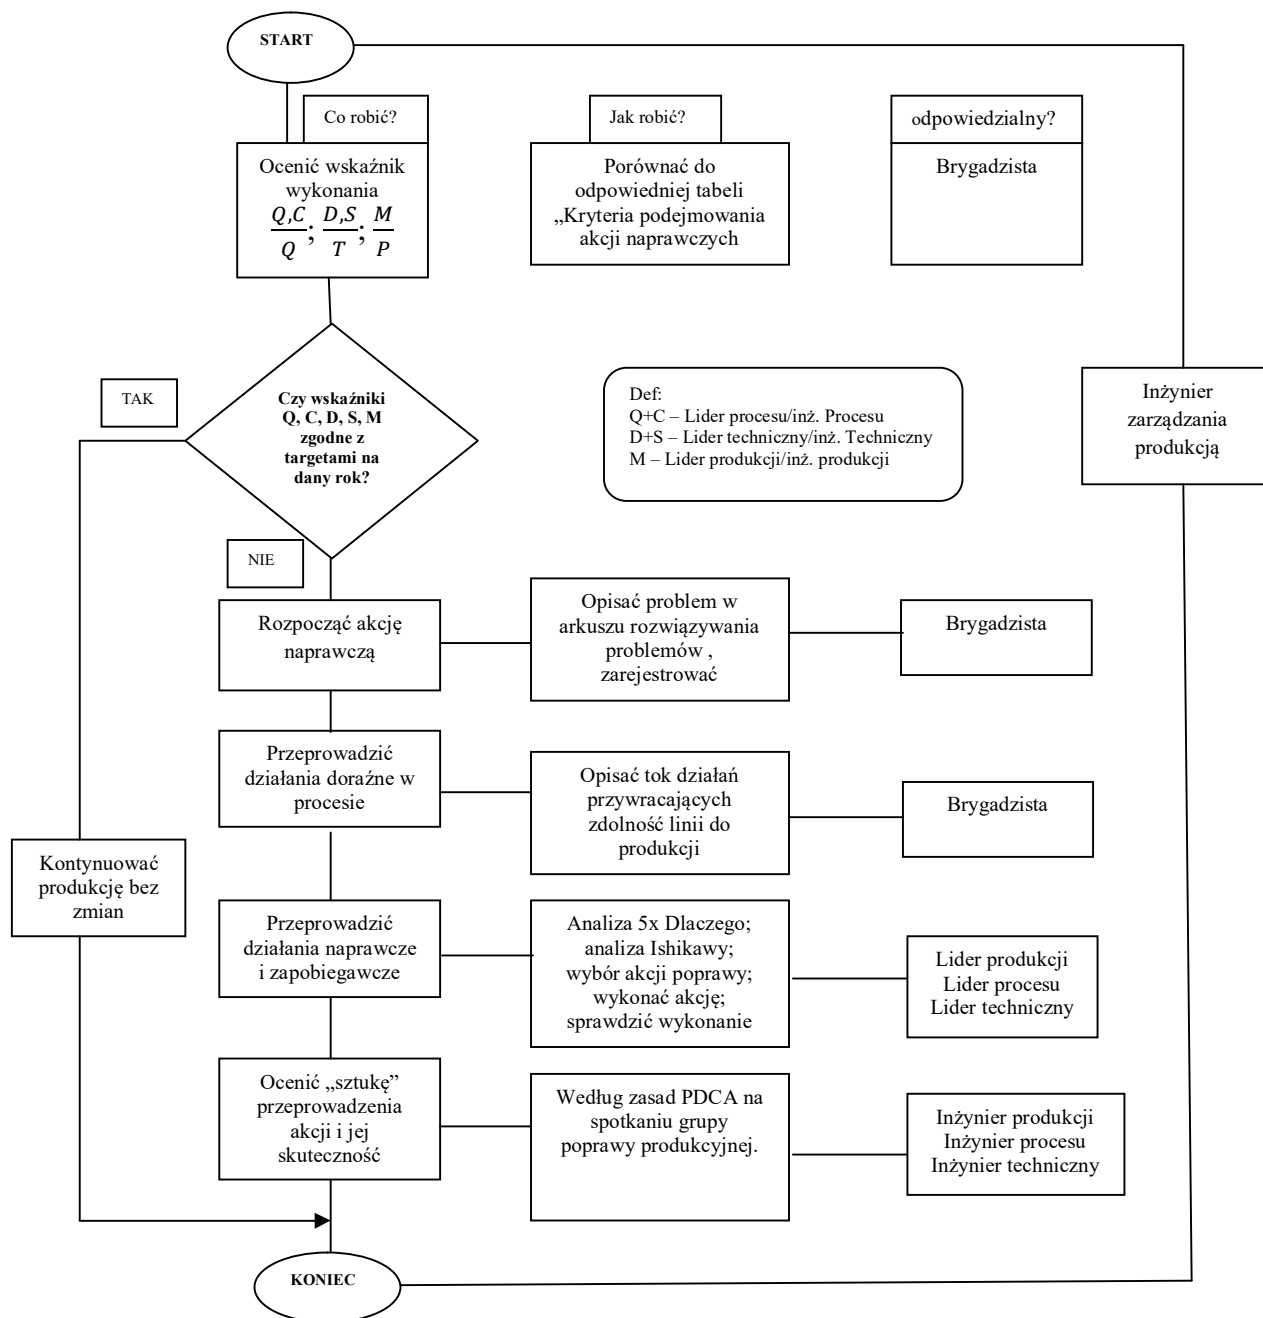 START
Co robić?
Jak robić?
odpowiedzialny?
Ocenić wskaźnik
wykonania
Q,C/Q; D,S/T; M/P
Porównać do
odpowiedniej tabeli
„Kryteria podejmowania
akcji naprawczych
Brygadzista
TAK
Czy wskaźniki
Q, C, D, S, M
zgodne z
targetami na
dany rok?
Def:
Q+C – Lider procesu/inż. Procesu
D+S – Lider techniczny/inż. Techniczny
M – Lider produkcji/inż. produkcji
Inżynier
zarządzania
produkcją
NIE
Rozpocząć akcję
naprawczą
Opisać problem w
arkuszu rozwiązywania
problemów ,
zarejestrować
Brygadzista
Przeprowadzić
działania doraźne w
procesie
Opisać tok działań
przywracających
zdolność linii do
produkcji
Brygadzista
Kontynuować
produkcję bez
zmian
Przeprowadzić
działania naprawcze
i zapobiegawcze
Analiza 5x Dlaczego;
analiza Ishikawy;
wybór akcji poprawy;
wykonać akcję;
sprawdzić wykonanie
Lider produkcji
Lider procesu
Lider techniczny
Ocenić „sztukę”
przeprowadzenia
akcji i jej
skuteczność
Według zasad PDCA na
spotkaniu grupy
poprawy produkcyjnej.
Inżynier produkcji
Inżynier procesu
Inżynier techniczny
KONIEC